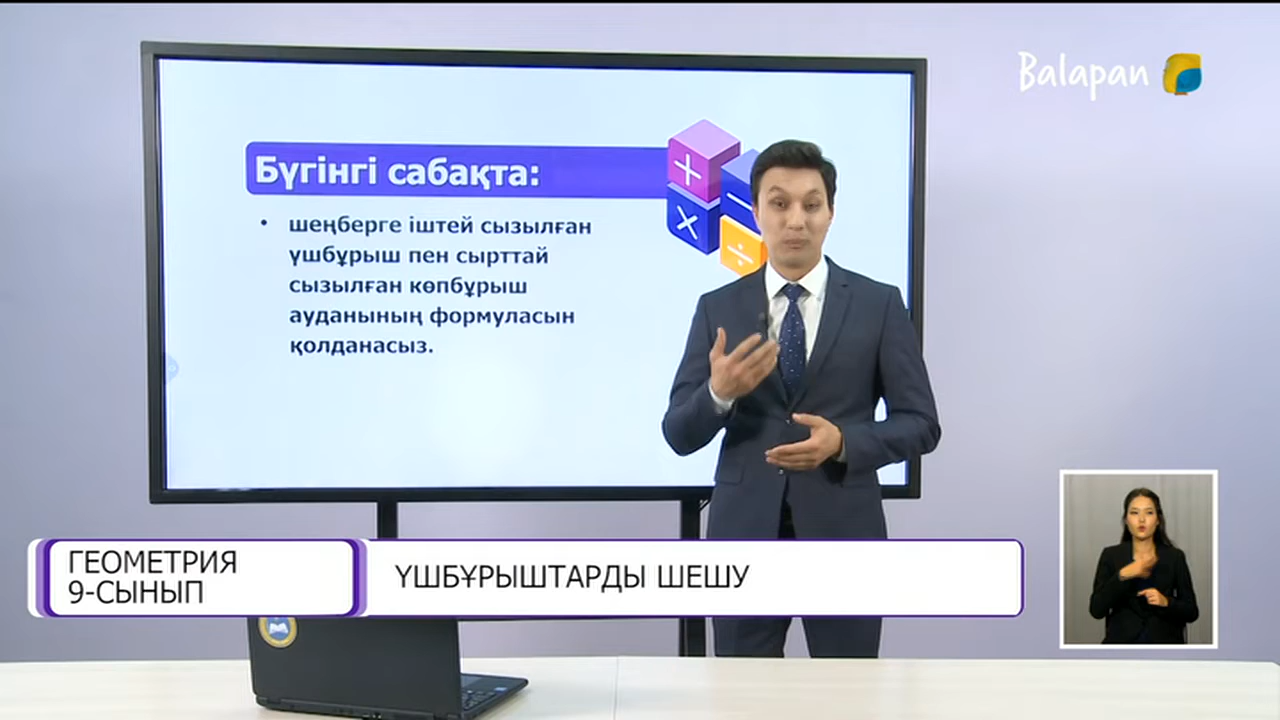 Balapan
Бүгінгі сабақта:
• шеңберге іштей сызылған
үшбұрыш пен сырттай
сызылған көпбұрыш
ауданының формуласын
қолданасыз.
ГЕОМЕТРИЯ
9-СЫНЫП
ҮШБҰРЫШТАРДЫ ШЕШУ